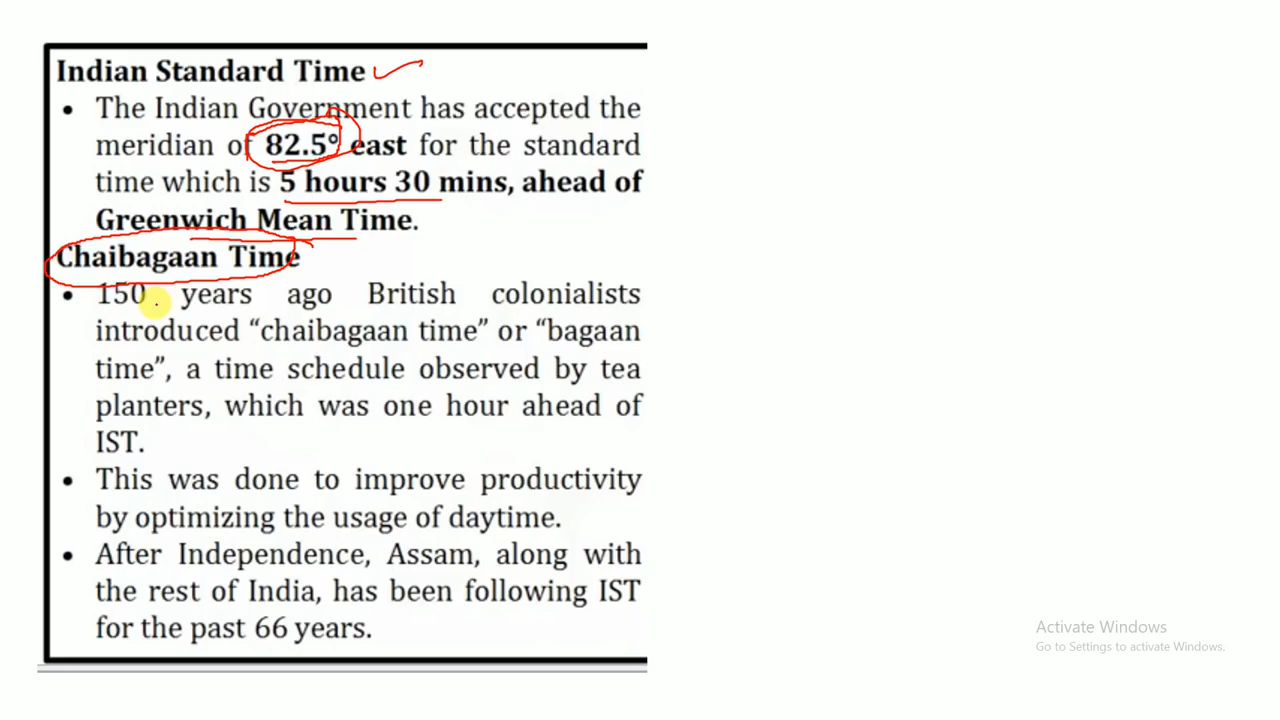 Indian Standard Time
• The Indian Government has accepted the
meridian of 82.5° east for the standard
time which is 5 hours 30 mins, ahead of
Greenwich Mean Time.
Chaibagaan Time
• 150 years ago British colonialists
introduced “chaibagaan time” or “bagaan
time”, a time schedule observed by tea
planters, which was one hour ahead of
IST.
• This was done to improve productivity
by optimizing the usage of daytime.
• After Independence, Assam, along with
the rest of India, has been following IST
for the past 66 years.
Activate Windows
Go to Settings to activate Windows.